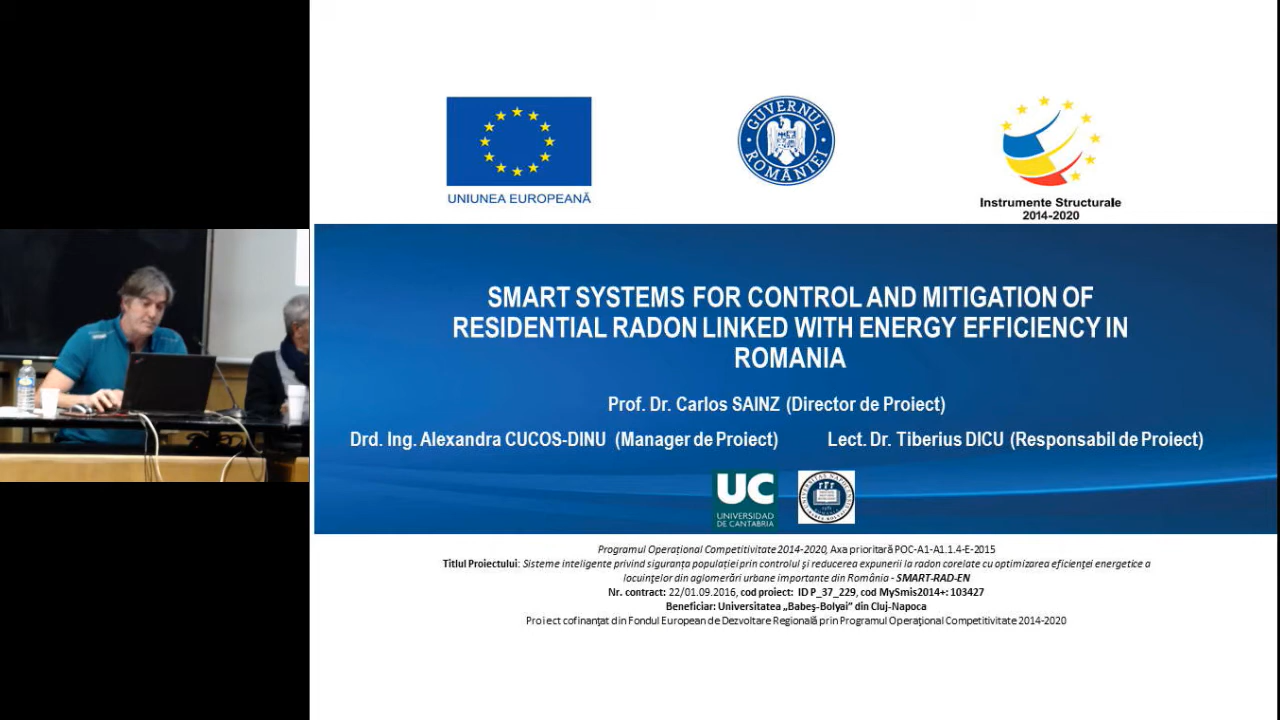 UNIUNEA EUROPEANĂ
GUVERNUL ROMÂNIEI
Instrumente Structurale
2014-2020
SMART SYSTEMS FOR CONTROL AND MITIGATION OF
RESIDENTIAL RADON LINKED WITH ENERGY EFFICIENCY IN
ROMANIA
Prof. Dr. Carlos SAINZ (Director de Proiect)
Drd. Ing. Alexandra CUCOS-DINU (Manager de Proiect) Lect. Dr. Tiberius DICU (Responsabil de Proiect)
UC
UNIVERSIDAD
DE CANTABRIA
Programul Operațional Competitivitate 2014-2020, Axa prioritară POC-A1-A1.1.4-E-2015
Titlul Proiectului: Sisteme inteligente privind siguranța populației prin controlul și reducerea expunerii la radon corelate cu optimizarea eficienței energetice a
locuințelor din aglomerări urbane importante din România - SMART-RAD-EN
Nr. contract: 22/01.09.2016, cod proiect: ID P_37_229, cod MySmis2014+: 103427
Beneficiar: Universitatea „Babeş-Bolyai” din Cluj-Napoca
Proiect cofinanţat din Fondul European de Dezvoltare Regională prin Programul Operaţional Competitivitate 2014-2020